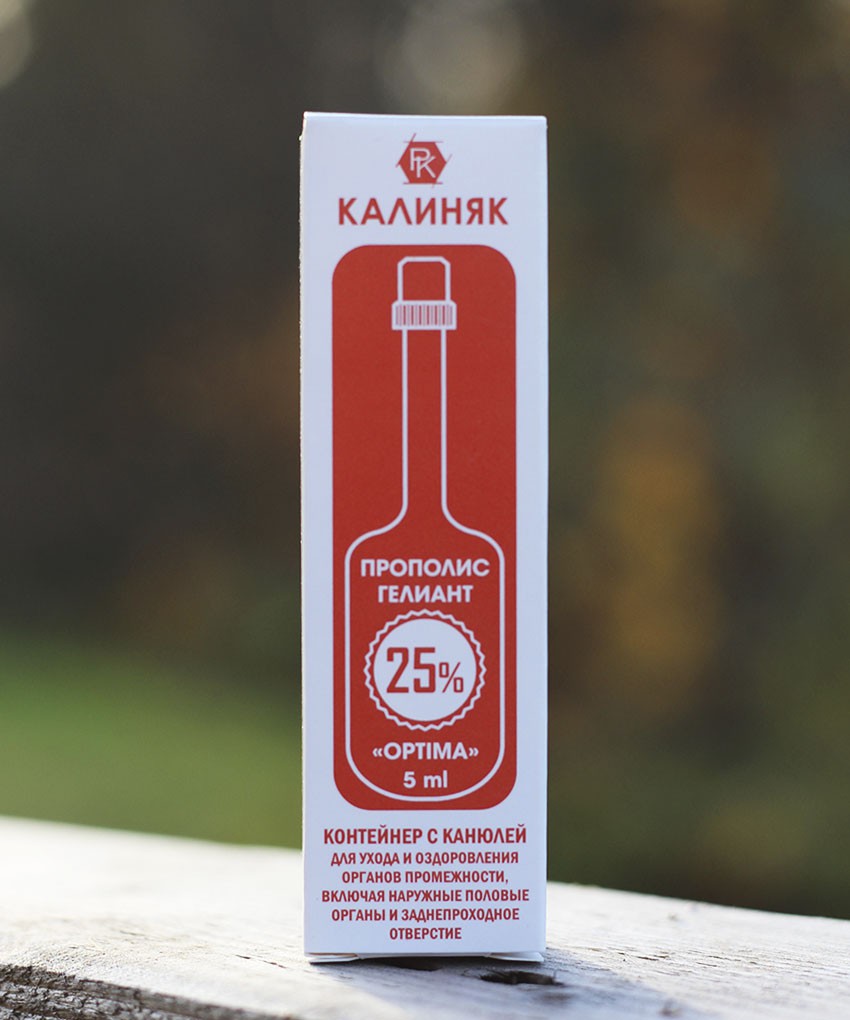 РК
КАЛИНЯК
ПРОПОЛИС
ГЕЛИАНТ
25%
«OPTIMA»
5 ml
КОНТЕЙНЕР С КАНЮЛЕЙ
ДЛЯ УХОДА И ОЗДОРОВЛЕНИЯ
ОРГАНОВ ПРОМЕЖНОСТИ,
ВКЛЮЧАЯ НАРУЖНЫЕ ПОЛОВЫЕ
ОРГАНЫ И ЗАДНЕПРОХОДНОЕ
ОТВЕРСТИЕ